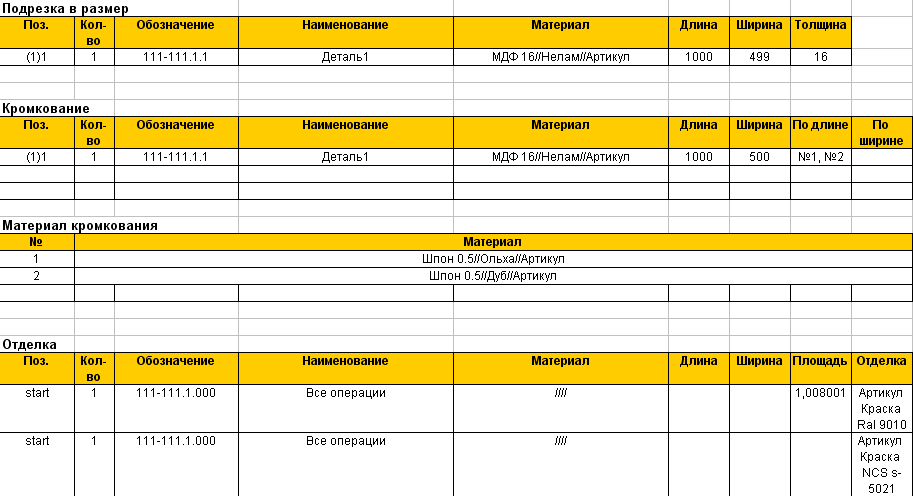 Подрезка в размер
Поз. Кол-во Обозначение Наименование Материал Длина Ширина Толщина
(1)1 1 111-111.1.1 Деталь1 МДФ 16//Нелам//Артикул 1000 499 16
Кромкование
Поз. Кол-во Обозначение Наименование Материал Длина Ширина По длине По ширине
(1)1 1 111-111.1.1 Деталь1 МДФ 16//Нелам//Артикул 1000 500 №1, №2
Материал кромкования
№ Материал
1 Шпон 0.5//Ольха//Артикул
2 Шпон 0.5//Дуб//Артикул
Отделка
Поз. Кол-во Обозначение Наименование Материал Длина Ширина Площадь Отделка
start 1 111-111.1.000 Все операции //// 1,008001 Артикул Краска Ral 9010
start 1 111-111.1.000 Все операции //// Артикул Краска NCS s-5021